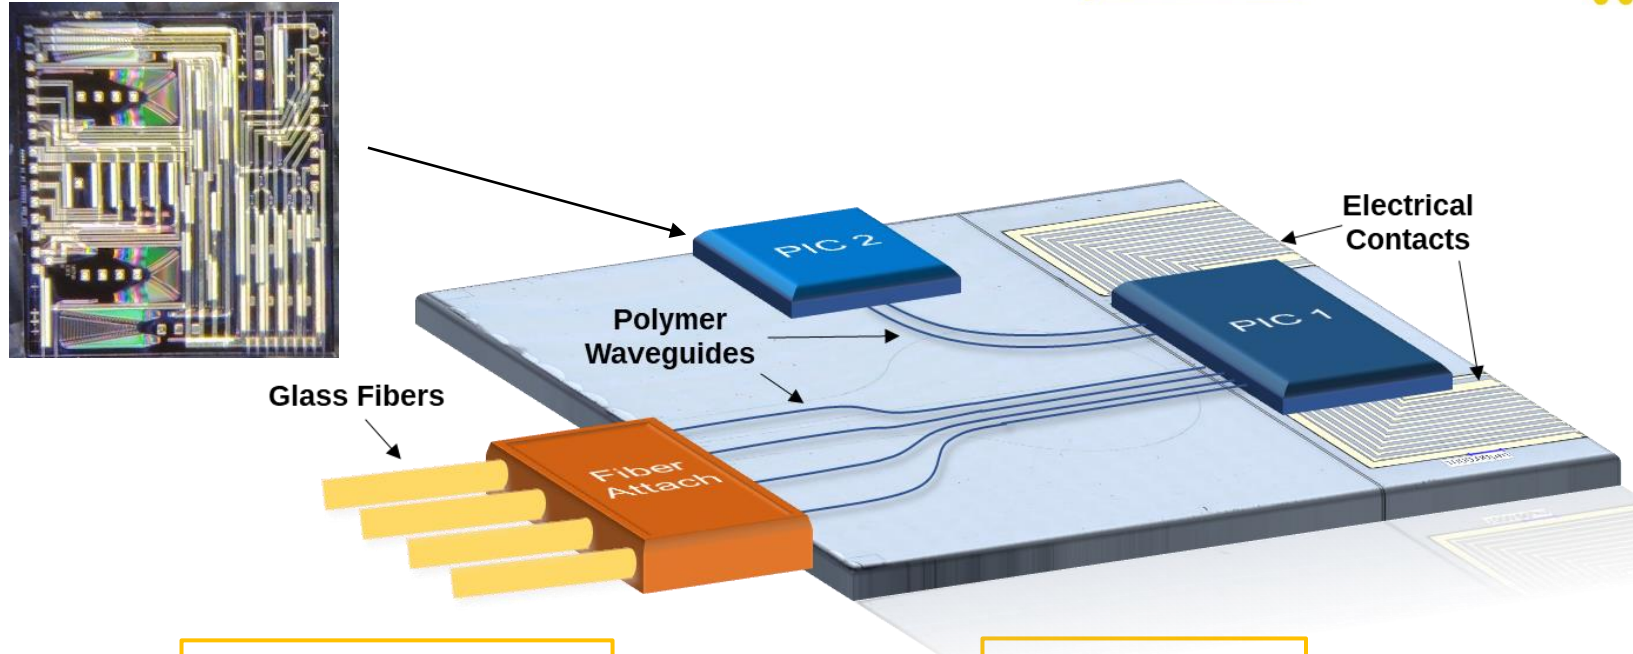 Electrical
Contacts
PIC 2
PIC 1
Polymer
Waveguides
Glass Fibers
Fiber
Attach